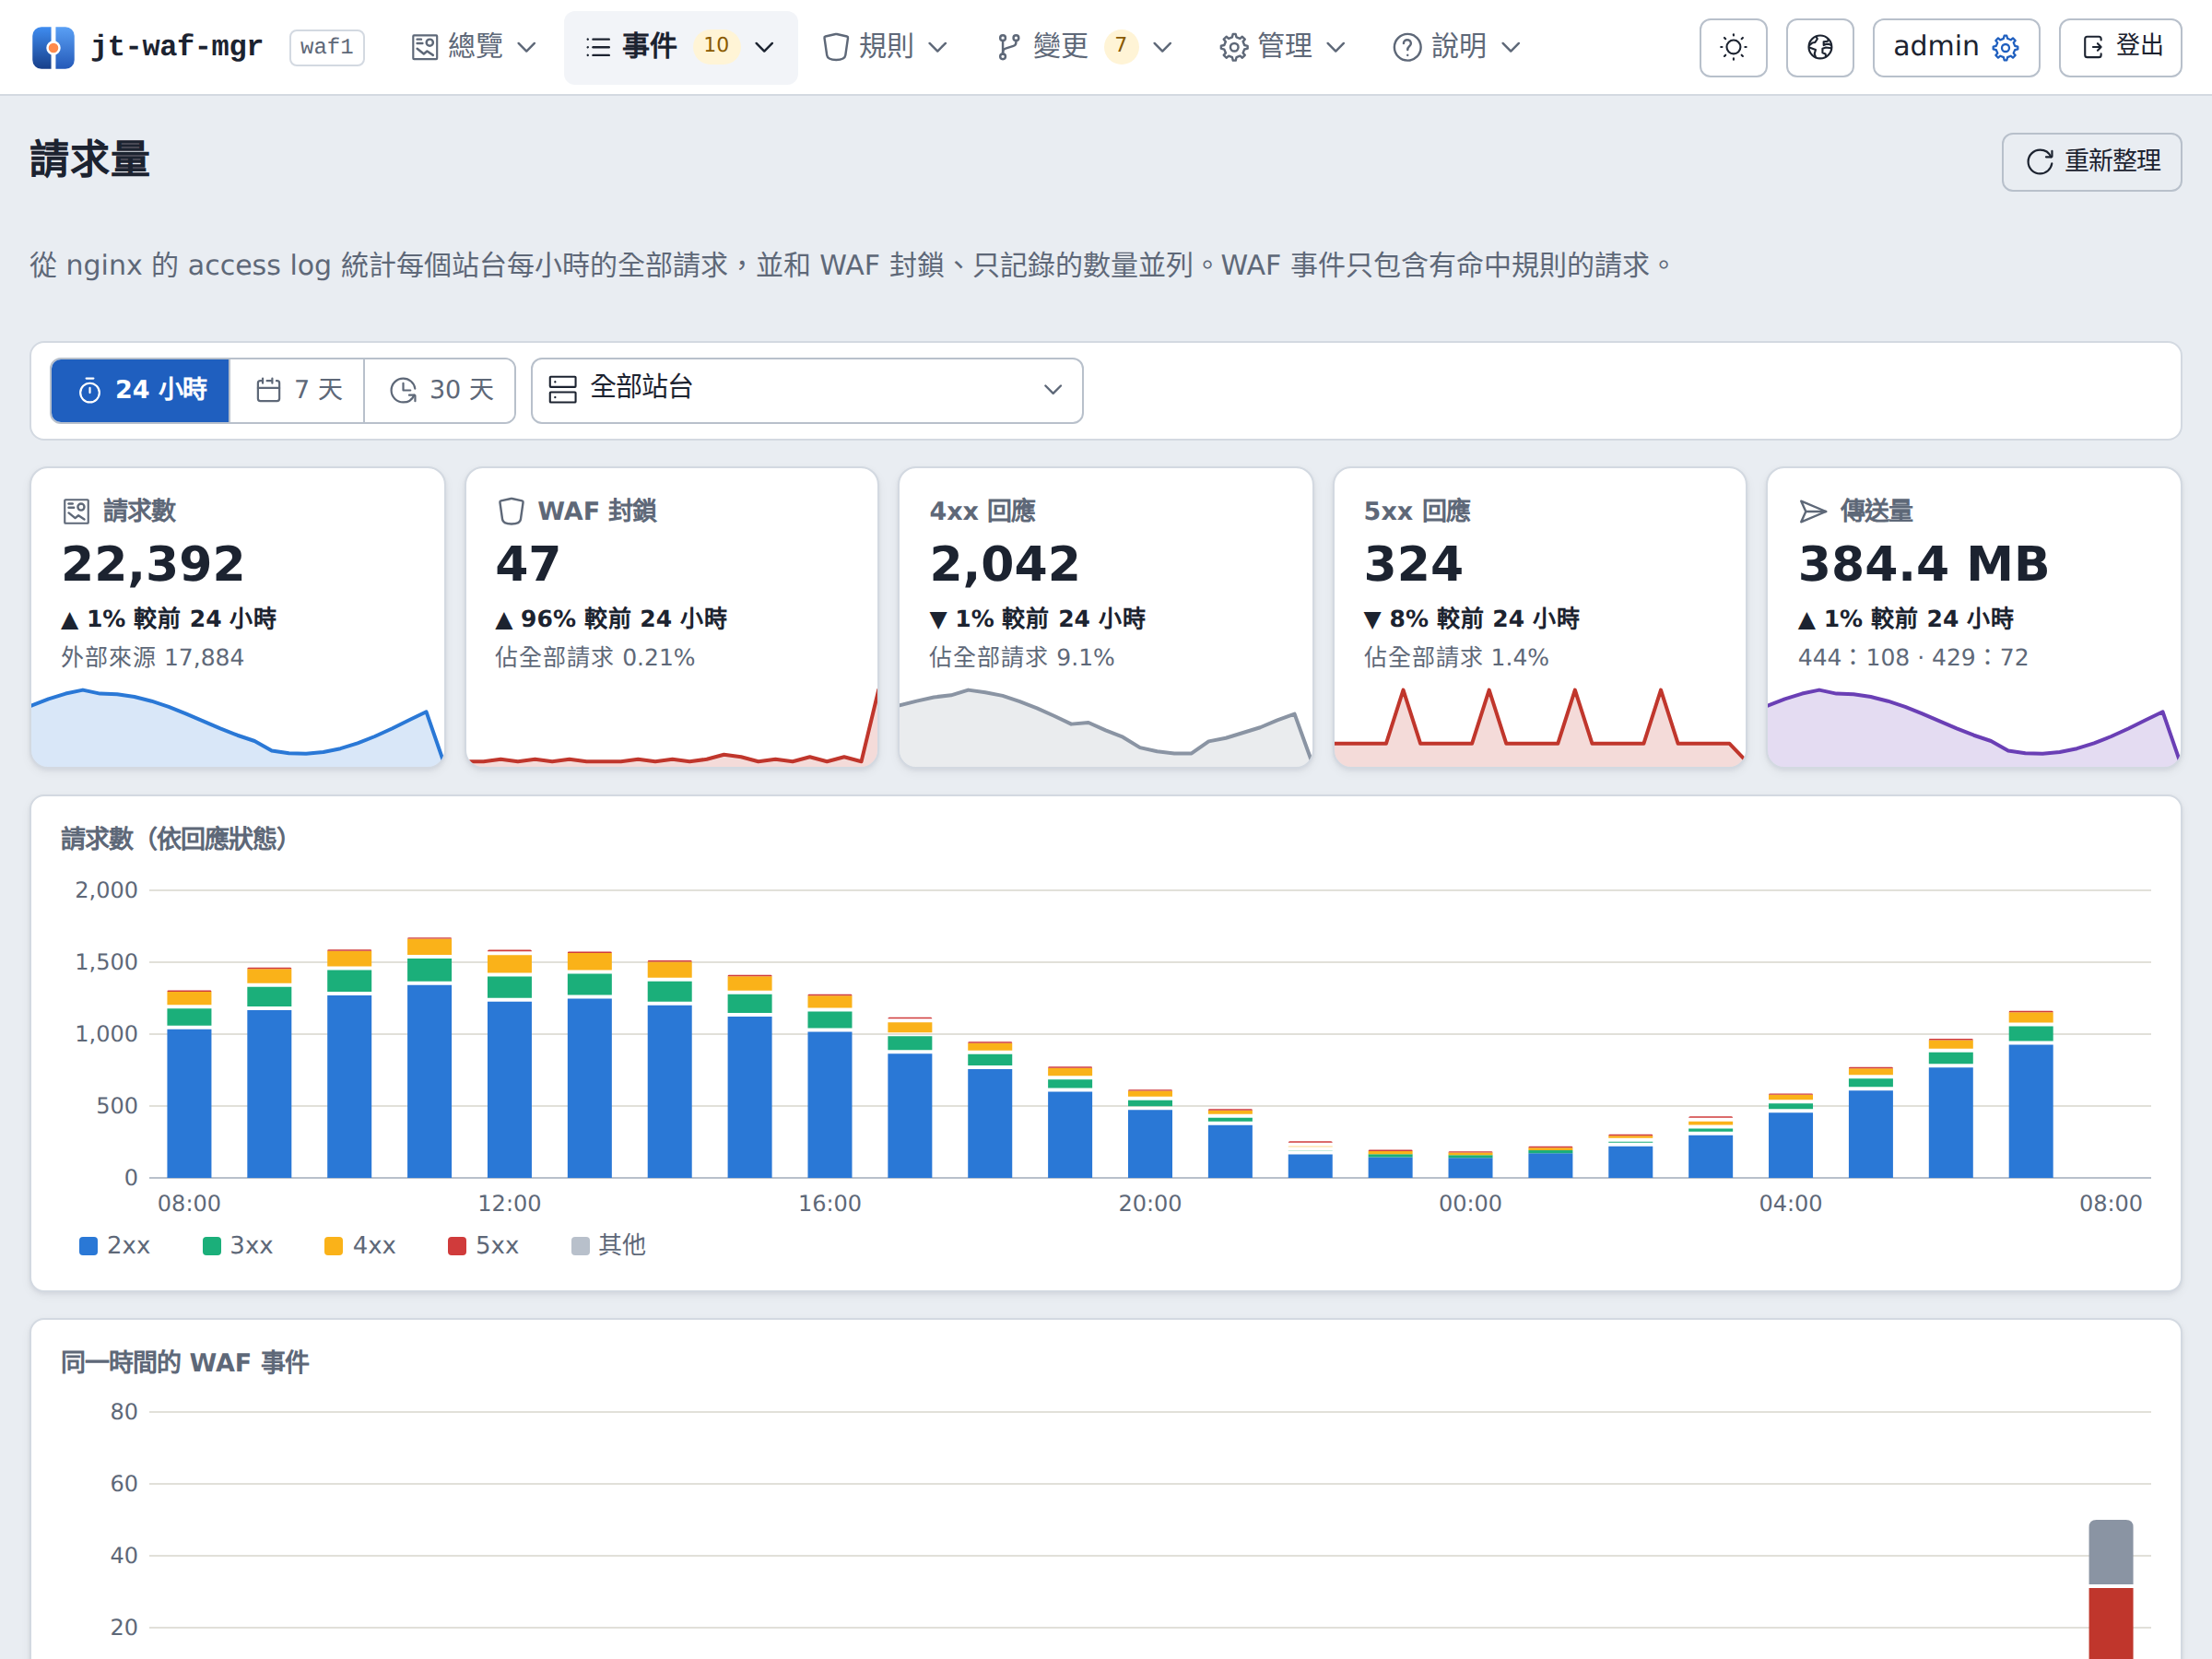 jt-waf-mgr waf1 總覽 事件 10 規則 變更 7 管理 說明 admin 登出
請求量 重新整理
從 nginx 的 access log 統計每個站台每小時的全部請求，並和 WAF 封鎖、只記錄的數量並列。WAF 事件只包含有命中規則的請求。
24 小時 7 天 30 天 全部站台
請求數
22,392
▲ 1% 較前 24 小時
外部來源 17,884
WAF 封鎖
47
▲ 96% 較前 24 小時
佔全部請求 0.21%
4xx 回應
2,042
▼ 1% 較前 24 小時
佔全部請求 9.1%
5xx 回應
324
▼ 8% 較前 24 小時
佔全部請求 1.4%
傳送量
384.4 MB
▲ 1% 較前 24 小時
444：108 · 429：72
請求數（依回應狀態）
2,000
1,500
1,000
500
0
08:00 12:00 16:00 20:00 00:00 04:00 08:00
2xx 3xx 4xx 5xx 其他
同一時間的 WAF 事件
80
60
40
20